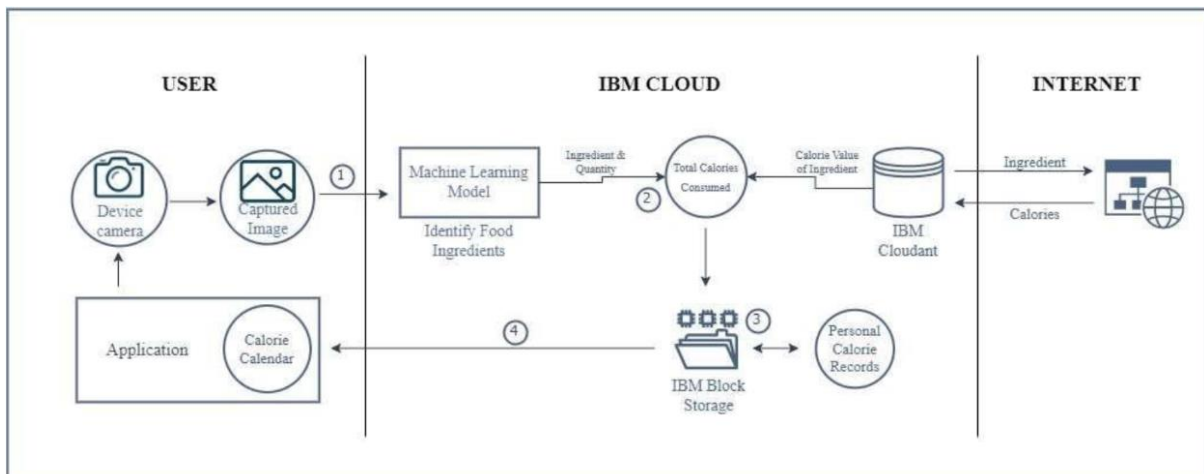 USER
IBM CLOUD
INTERNET
Device
camera
Captured
Image
1
Machine Learning
Model
Identify Food
Ingredients
Ingredient &
Quantity
2
Total Calories
Consumed
Calorie Value
of Ingredient
IBM
Cloudant
Ingredient
Calories
Application
Calorie
Calendar
4
IBM Block
Storage
3
Personal
Calorie
Records